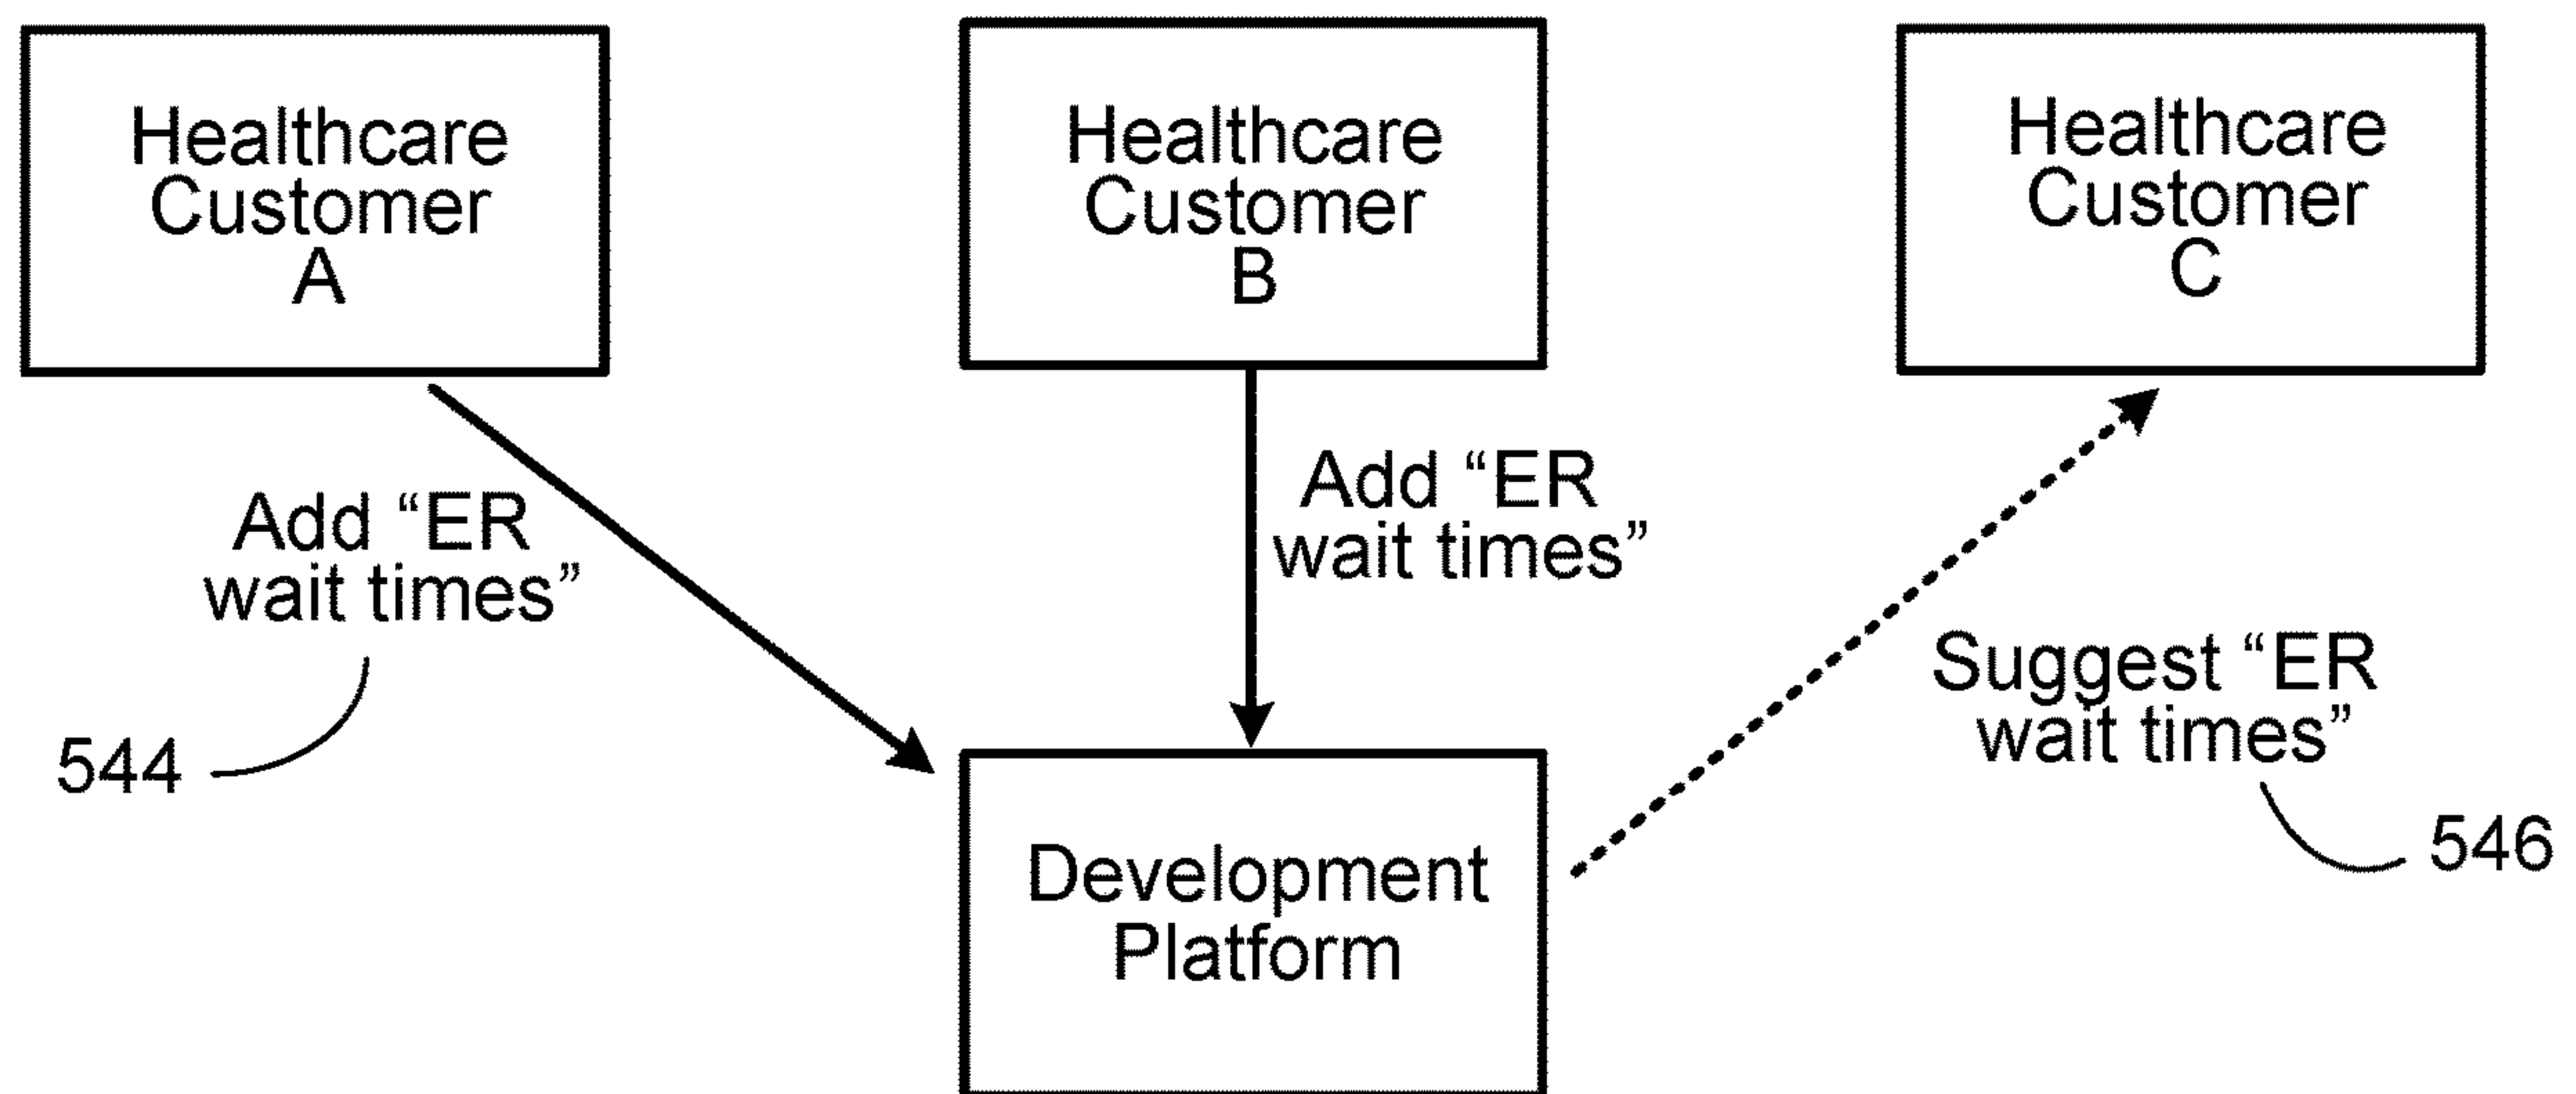 Healthcare
Customer
A
Healthcare
Customer
B
Healthcare
Customer
C
Add “ER
wait times”
544
Add “ER
wait times”
Suggest “ER
wait times”
546
Development
Platform